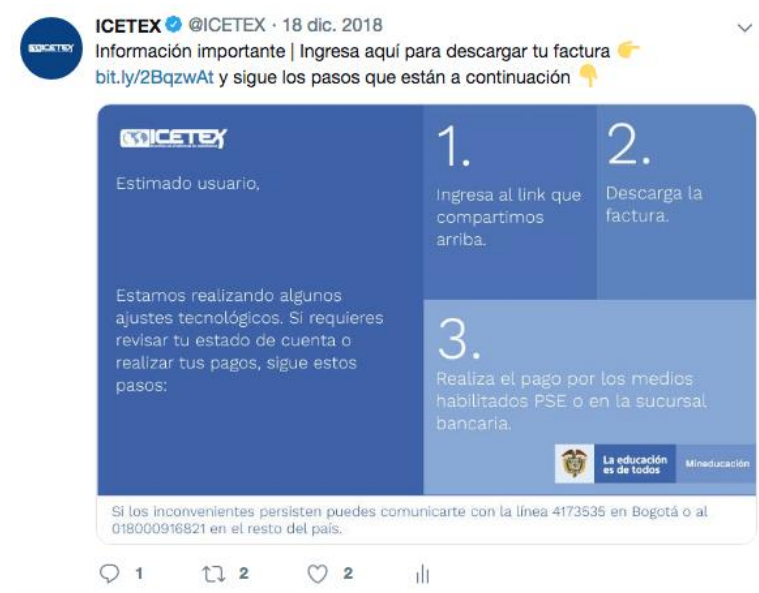 ICETEX @ICETEX · 18 dic. 2018
ICETEX
Información importante | Ingresa aquí para descargar tu factura 👉
bit.ly/2BqzwAt y sigue los pasos que están a continuación 👇
ICETEX
Estimado usuario,
Estamos realizando algunos
ajustes tecnológicos. Si requieres
revisar tu estado de cuenta o
realizar tus pagos, sigue estos
pasos:
1.
Ingresa al link que
compartimos
arriba.
2.
Descarga la
factura.
3.
Realiza el pago por los medios
habilitados PSE o en la sucursal
bancaria.
La educación
es de todos
Mineducación
Si los inconvenientes persisten puedes comunicarte con la línea 4173535 en Bogotá o al
018000916821 en el resto del país.
1 2 2